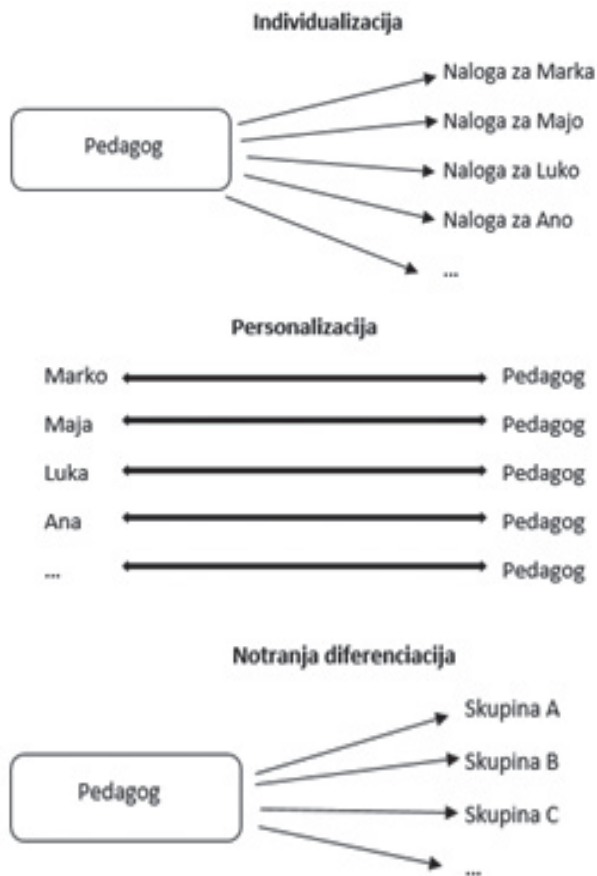 Individualizacija
Pedagog
Naloga za Marka
Naloga za Majo
Naloga za Luko
Naloga za Ano
...
Personalizacija
Marko Pedagog
Maja Pedagog
Luka Pedagog
Ana Pedagog
... Pedagog
Notranja diferenciacija
Pedagog
Skupina A
Skupina B
Skupina C
...